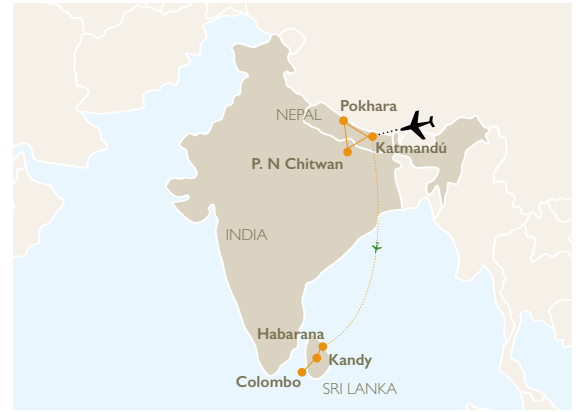 Pokhara
NEPAL
Katmandú
P. N Chitwan
INDIA
Habarana
Kandy
Colombo
SRI LANKA